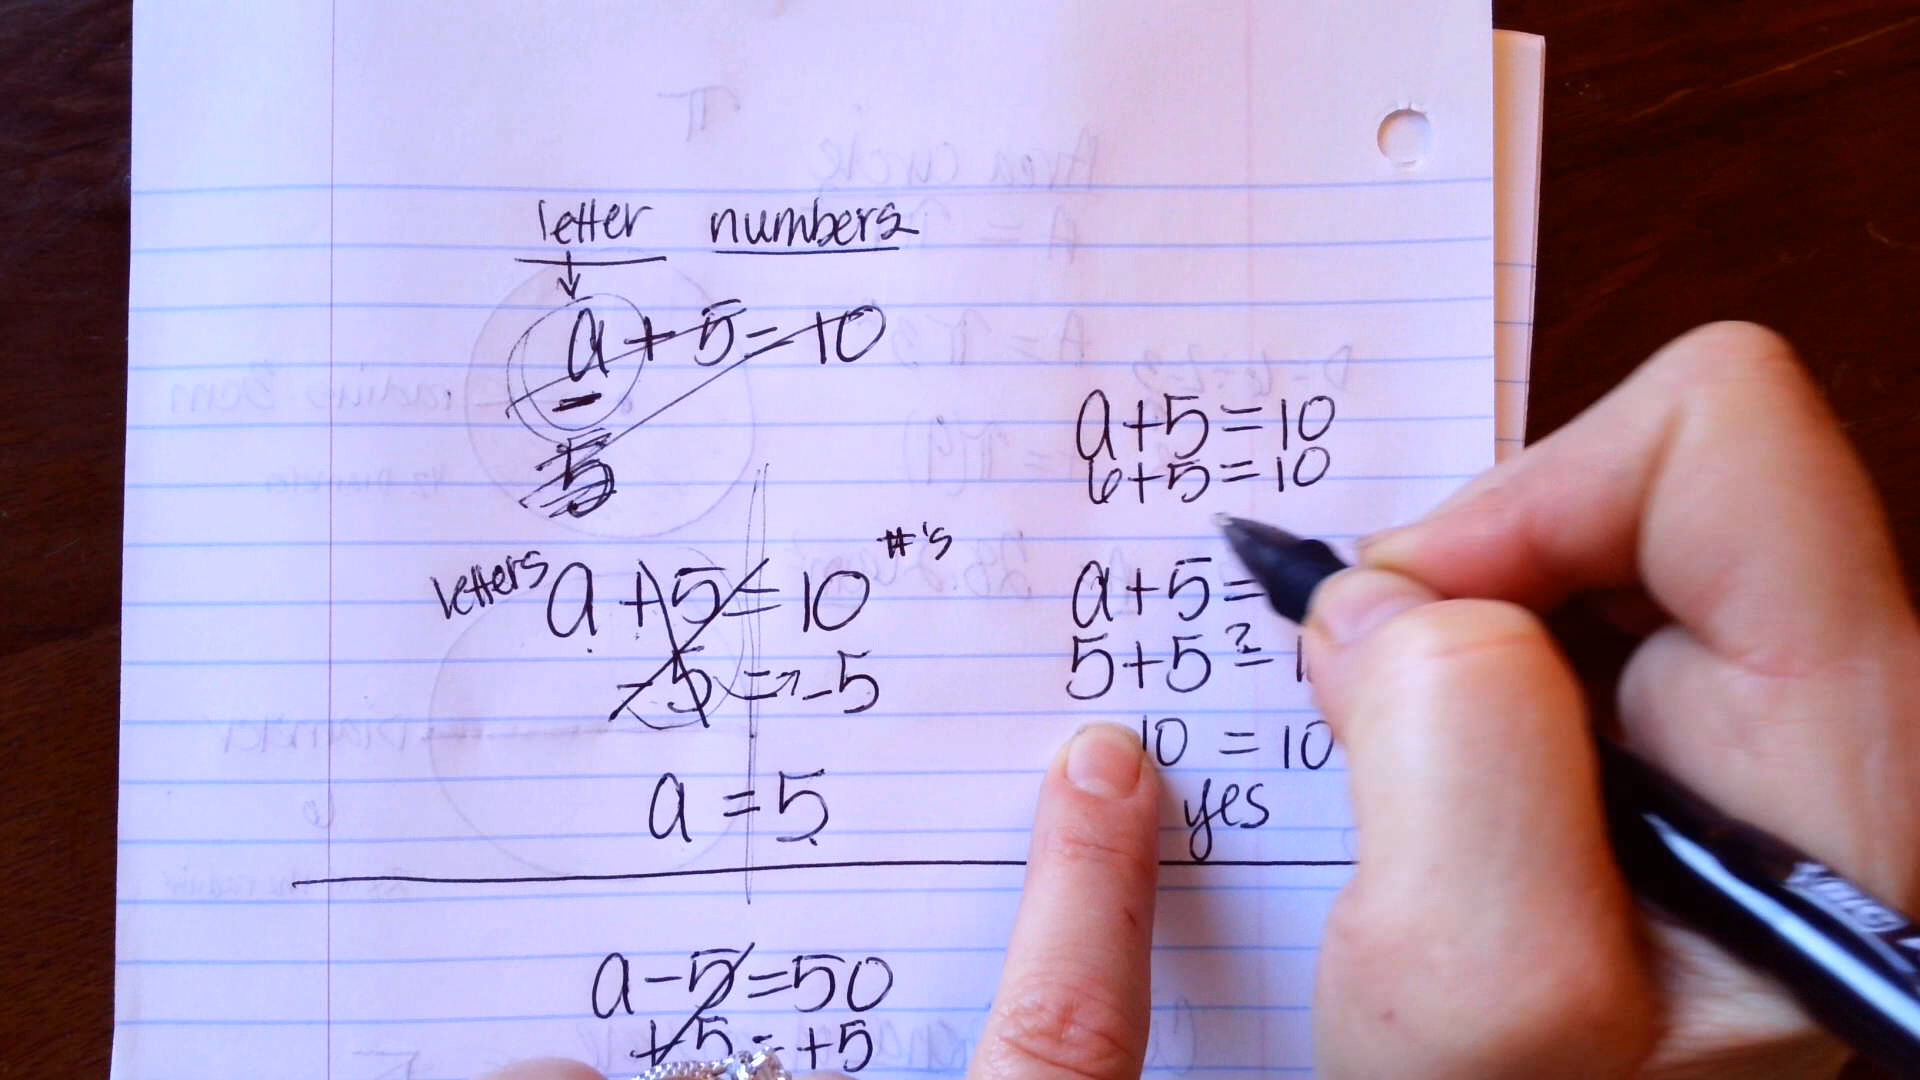 letter numbers
a + 5 = 10
5
letters a + 5 = 10 #'s
-5 = -5
a = 5
a+5=10
6+5=10
a+5=
5+5 ?= 1
10 = 10
yes
a-5=50
+5 = +5